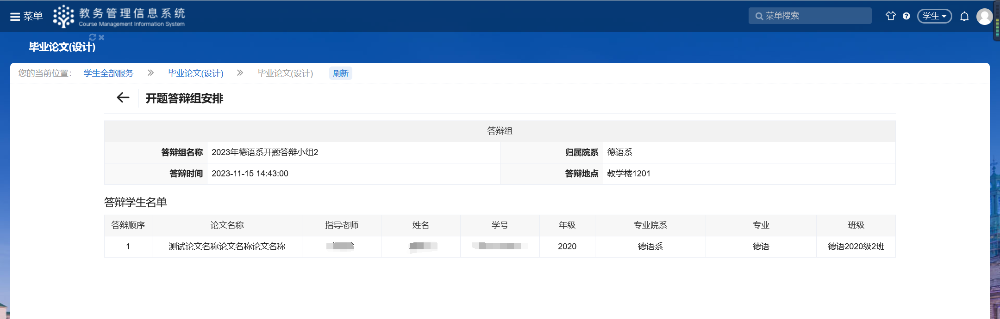 菜单
教务管理信息系统
Course Management Information System
菜单搜索
学生
毕业论文(设计)
您的当前位置: 学生全部服务 毕业论文(设计) 毕业论文(设计) 刷新
开题答辩组安排
答辩组
答辩组名称 2023年德语系开题答辩小组2 归属院系 德语系
答辩时间 2023-11-15 14:43:00 答辩地点 教学楼1201
答辩学生名单
答辩顺序 论文名称 指导老师 姓名 学号 年级 专业院系 专业 班级
1 测试论文名称论文名称论文名称 2020 德语系 德语 德语2020级2班